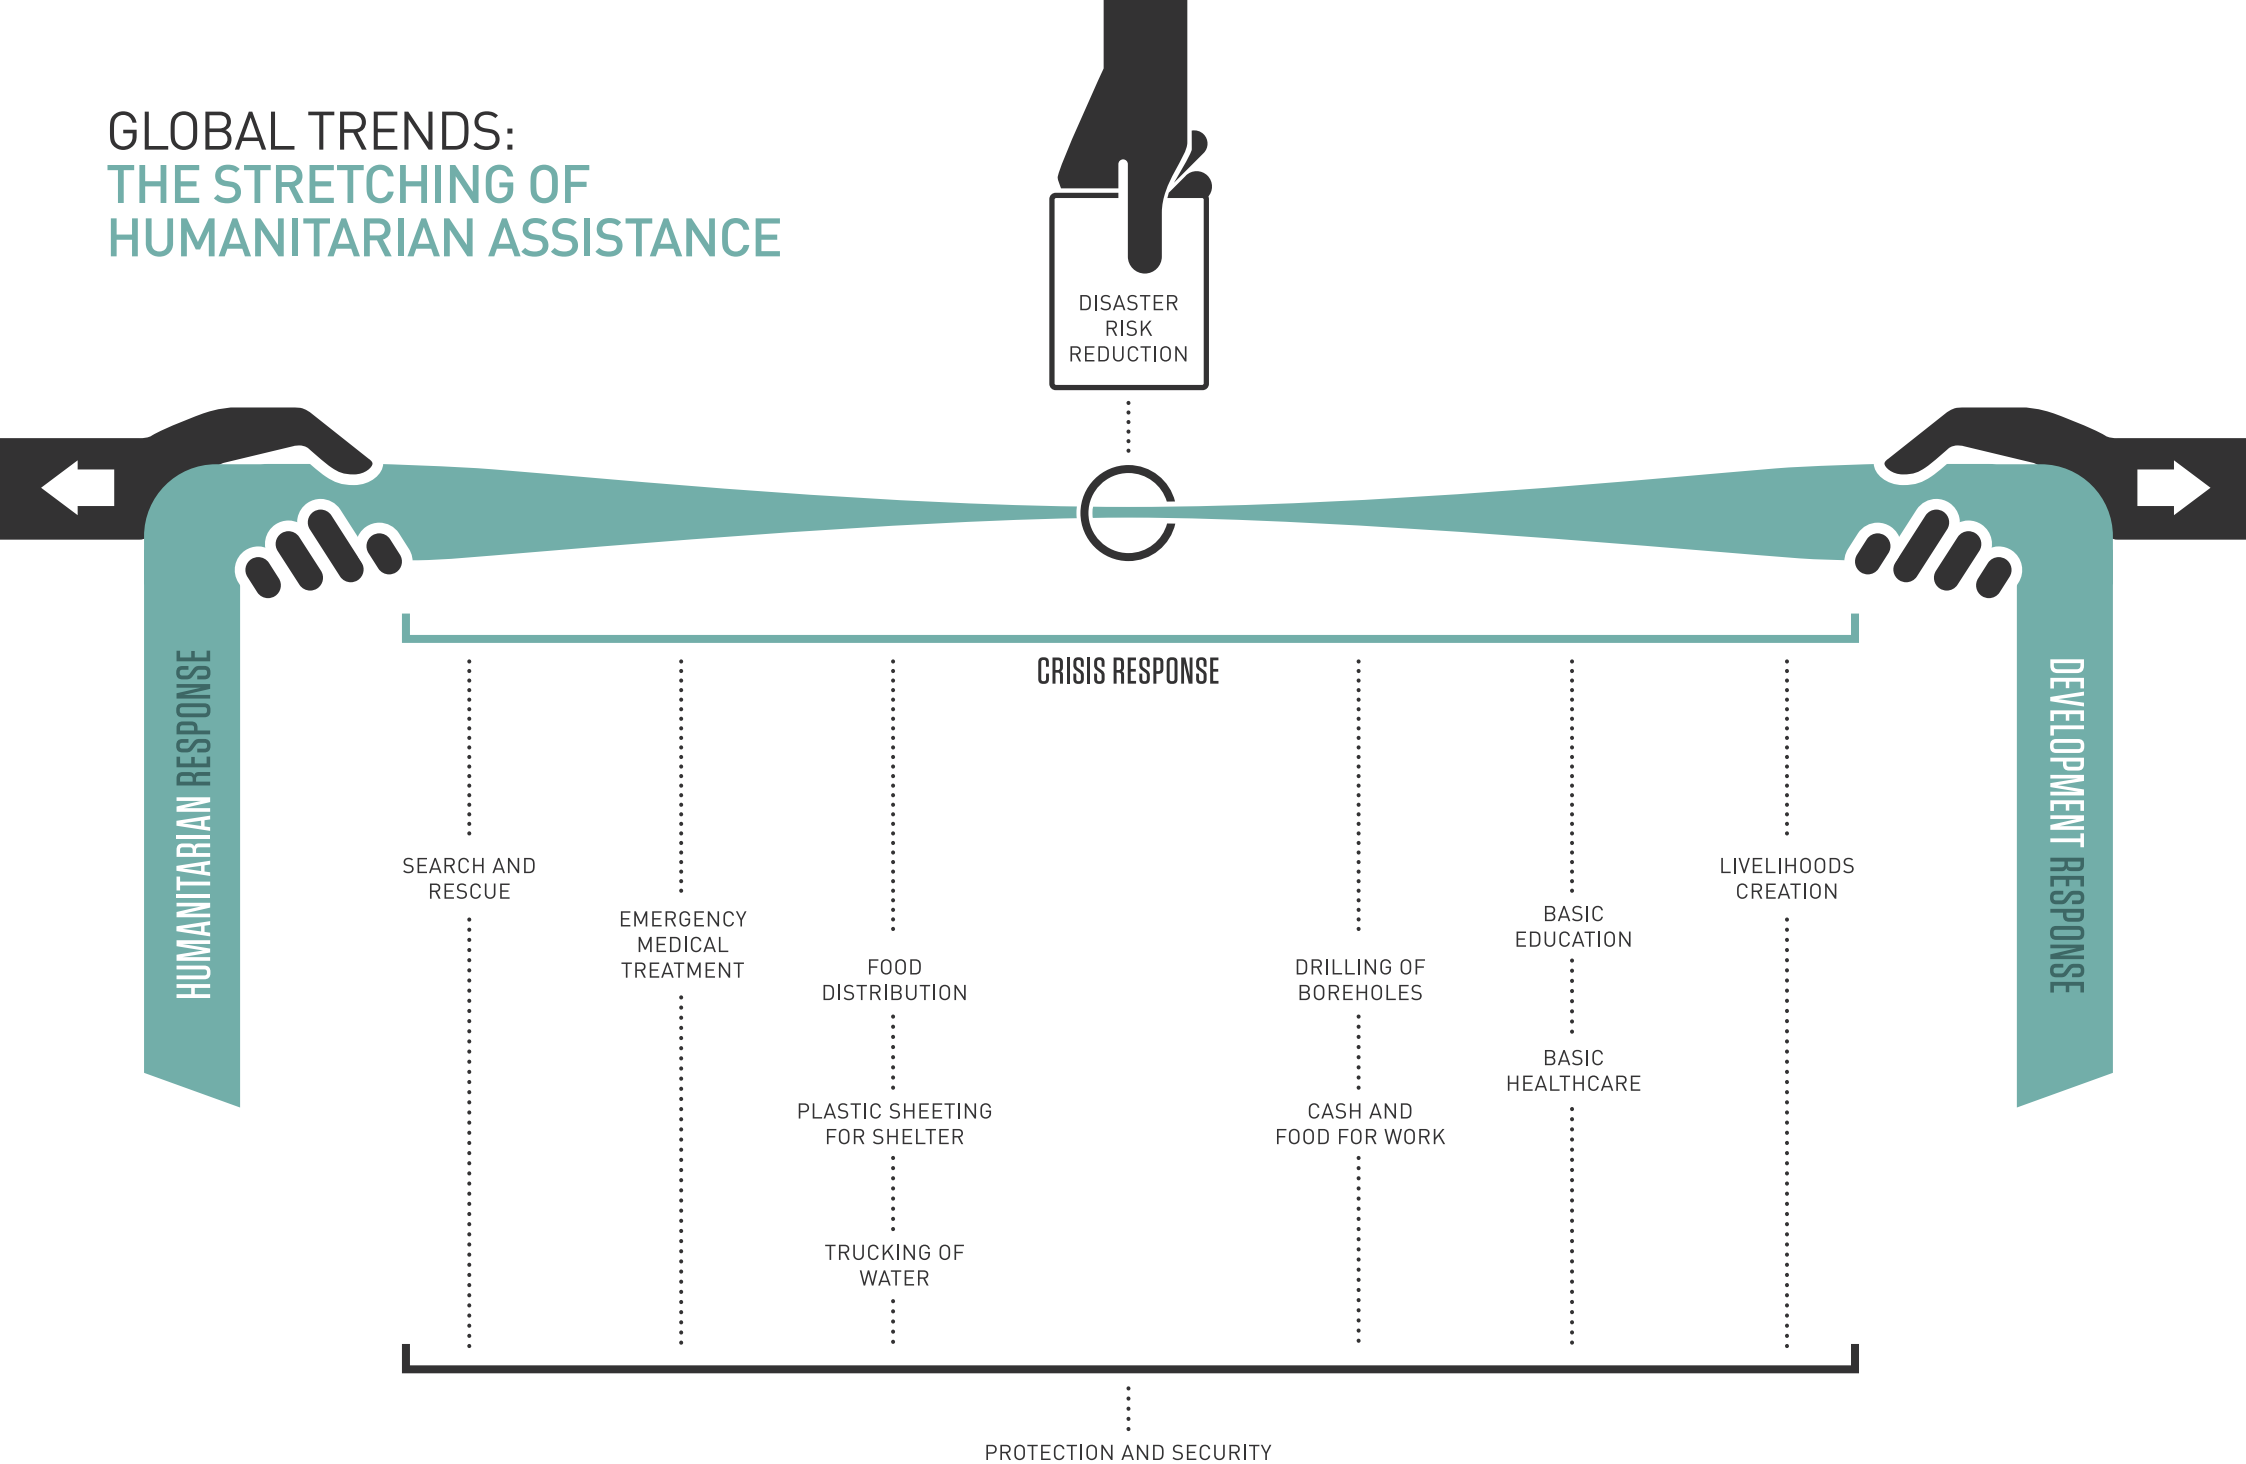 GLOBAL TRENDS:
THE STRETCHING OF
HUMANITARIAN ASSISTANCE
DISASTER
RISK
REDUCTION
HUMANITARIAN RESPONSE
DEVELOPMENT RESPONSE
CRISIS RESPONSE
SEARCH AND
RESCUE
EMERGENCY
MEDICAL
TREATMENT
FOOD
DISTRIBUTION
PLASTIC SHEETING
FOR SHELTER
TRUCKING OF
WATER
DRILLING OF
BOREHOLES
CASH AND
FOOD FOR WORK
BASIC
EDUCATION
BASIC
HEALTHCARE
LIVELIHOODS
CREATION
PROTECTION AND SECURITY